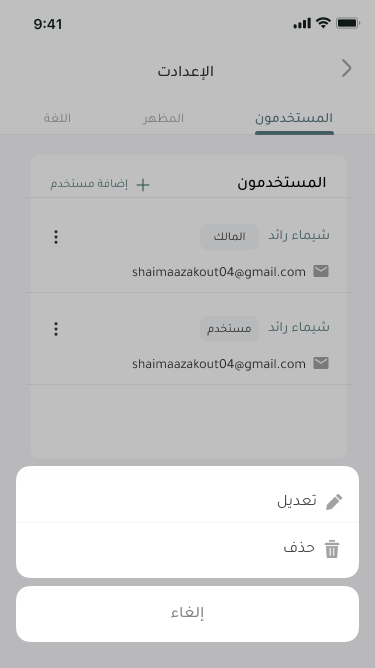 9:41
الإعدادت
المستخدمون المظهر اللغة
المستخدمون إضافة مستخدم
شيماء رائد المالك
shaimaazakout04@gmail.com
شيماء رائد مستخدم
shaimaazakout04@gmail.com
تعديل
حذف
إلغاء